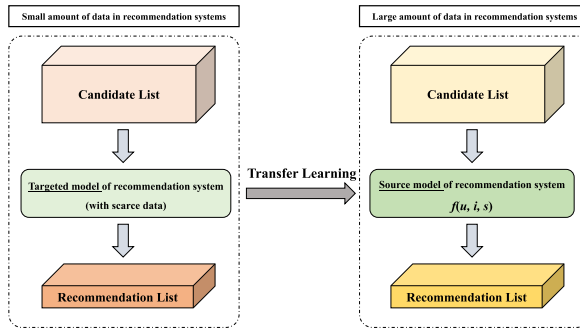 Small amount of data in recommendation systems
Candidate List
Targeted model of recommendation system
(with scarce data)
Recommendation List
Transfer Learning
Large amount of data in recommendation systems
Candidate List
Source model of recommendation system
f(u, i, s)
Recommendation List